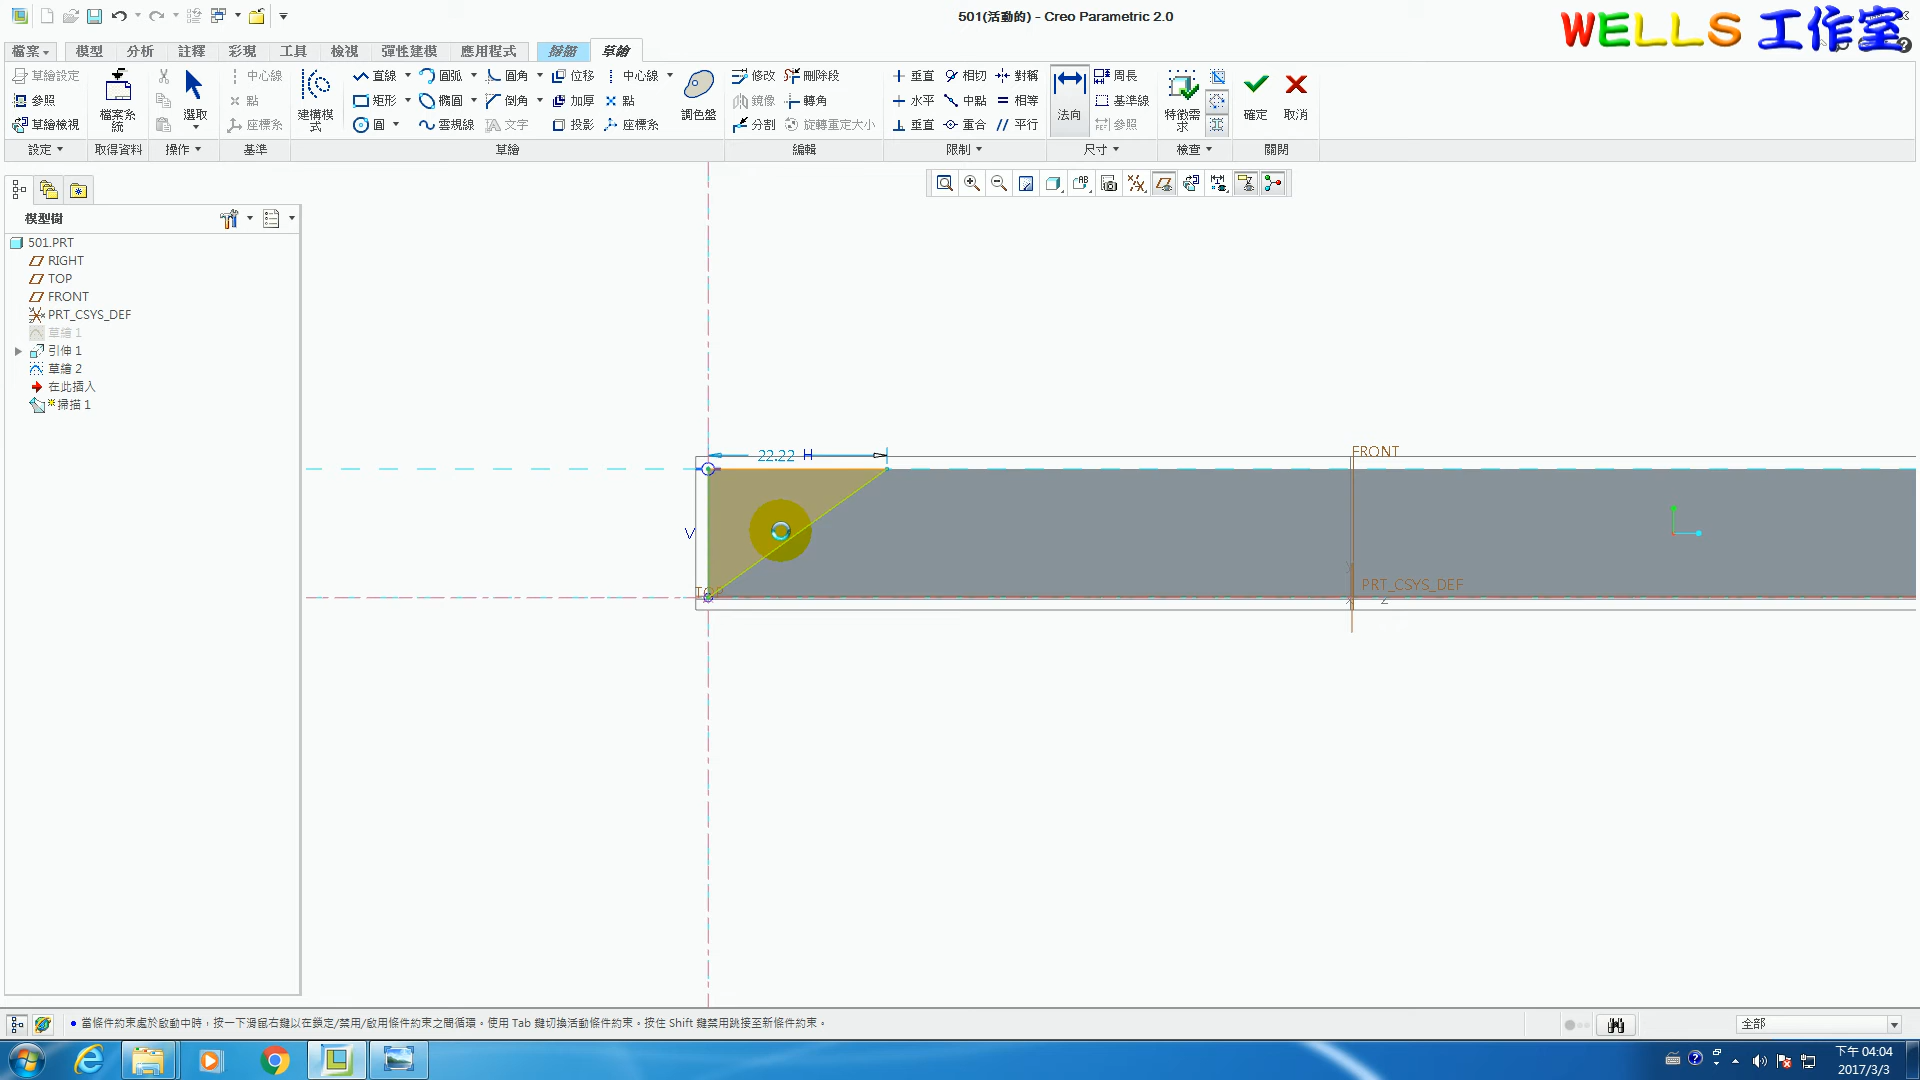 501(活動的) - Creo Parametric 2.0
WELLS 工作室
檔案 模型 分析 註釋 彩現 工具 檢視 彈性建模 應用程式 掃描 草繪
草繪設定 中心線 直線 圓弧 圓角 位移 中心線 修改 刪除段 垂直 相切 對稱 周長
參照 點 矩形 橢圓 倒角 加厚 點 鏡像 轉角 水平 中點 相等 基準線
草繪檢視 座標系 圓 雲規線 文字 投影 座標系 分割 旋轉重定大小 垂直 重合 平行 參照
檔案系統 選取 建構模式 調色盤 法向 特徵需求 確定 取消
設定 取得資料 操作 基準 草繪 編輯 限制 尺寸 檢查 關閉
模型樹
501.PRT
RIGHT
TOP
FRONT
PRT_CSYS_DEF
草繪 1
引伸 1
草繪 2
在此插入
掃描 1
22.22 H
FRONT
V
TOP
PRT_CSYS_DEF
Z
當條件約束處於啟動中時，按一下滑鼠右鍵以在鎖定/禁用/啟用條件約束之間循環。使用 Tab 鍵切換活動條件約束。按住 Shift 鍵禁用跳接至新條件約束。
全部
下午 04:04
2017/3/3